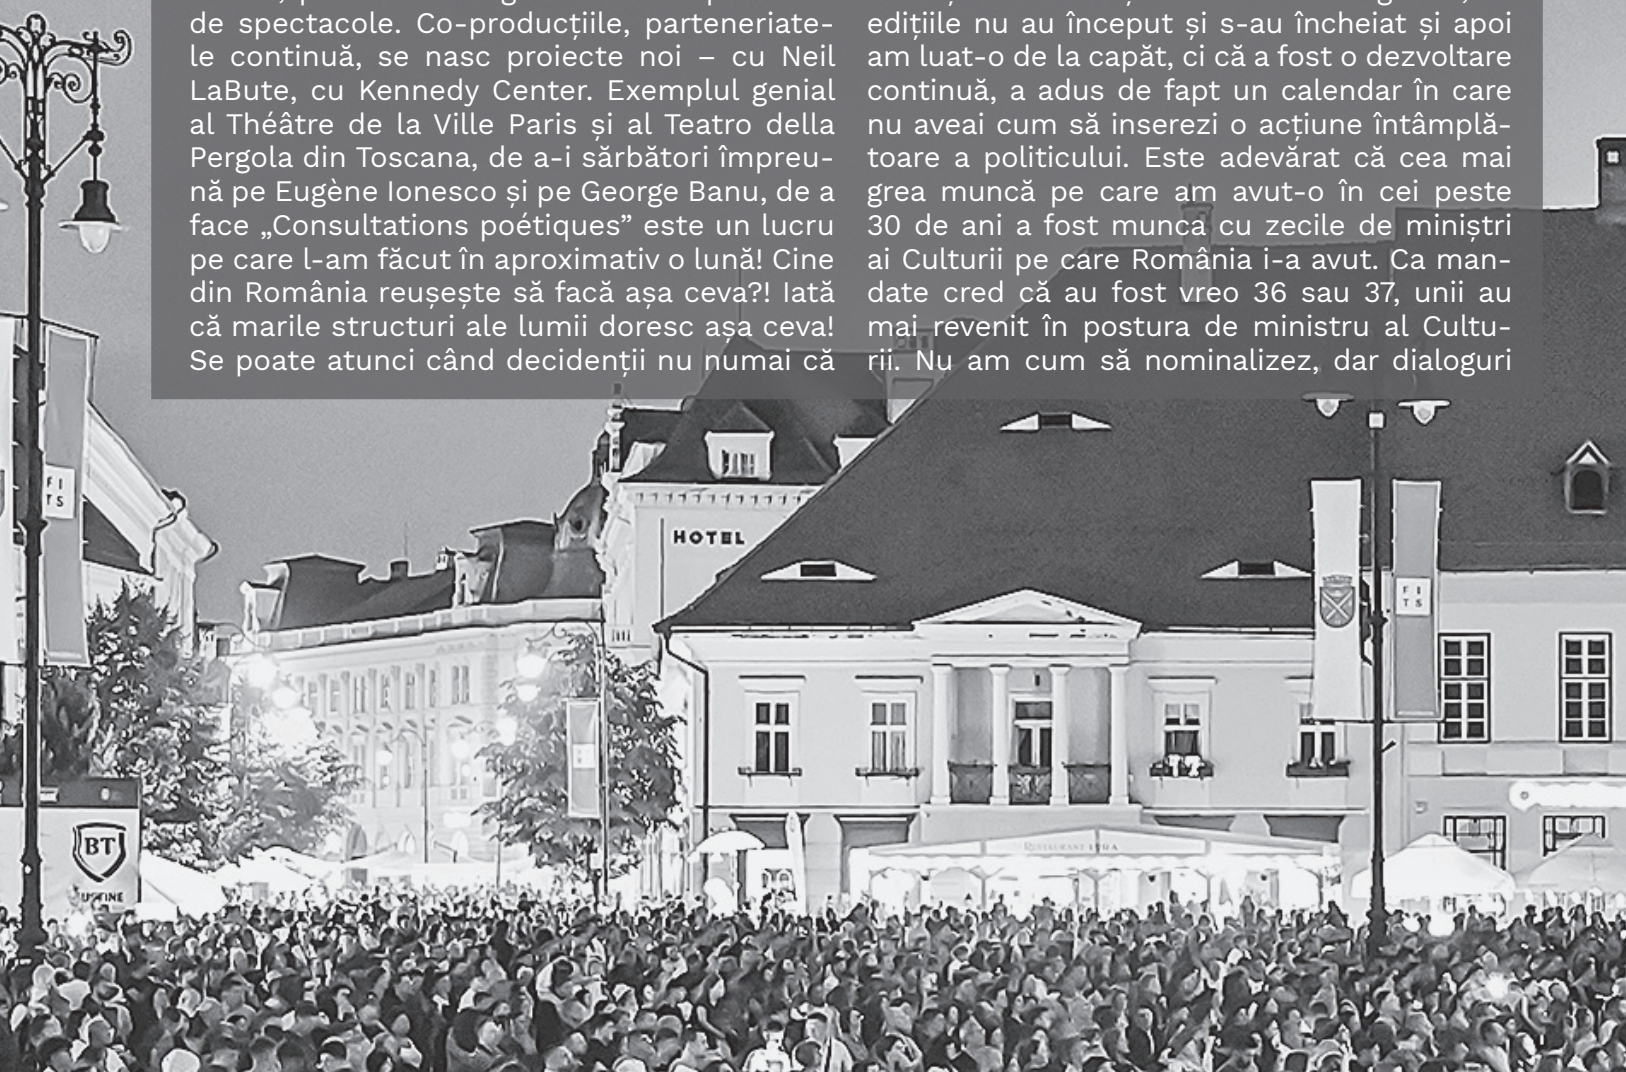 de spectacole. Co-producțiile, parteneriate-
le continuă, se nasc proiecte noi – cu Neil
LaBute, cu Kennedy Center. Exemplul genial
al Théâtre de la Ville Paris și al Teatro della
Pergola din Toscana, de a-i sărbători împreu-
nă pe Eugène Ionesco și pe George Banu, de a
face „Consultations poétiques” este un lucru
pe care l-am făcut în aproximativ o lună! Cine
din România reușește să facă așa ceva?! Iată
că marile structuri ale lumii doresc așa ceva!
Se poate atunci când decidenții nu numai că
edițiile nu au început și s-au încheiat și apoi
am luat-o de la capăt, ci că a fost o dezvoltare
continuă, a adus de fapt un calendar în care
nu aveai cum să inserezi o acțiune întâmplă-
toare a politicului. Este adevărat că cea mai
grea muncă pe care am avut-o în cei peste
30 de ani a fost munca cu zecile de miniștri
ai Culturii pe care România i-a avut. Ca man-
date cred că au fost vreo 36 sau 37, unii au
mai revenit în postura de ministru al Cultu-
rii. Nu am cum să nominalizez, dar dialoguri
FI
TS
HOTEL
FI
TS
BT
RESTAURANT